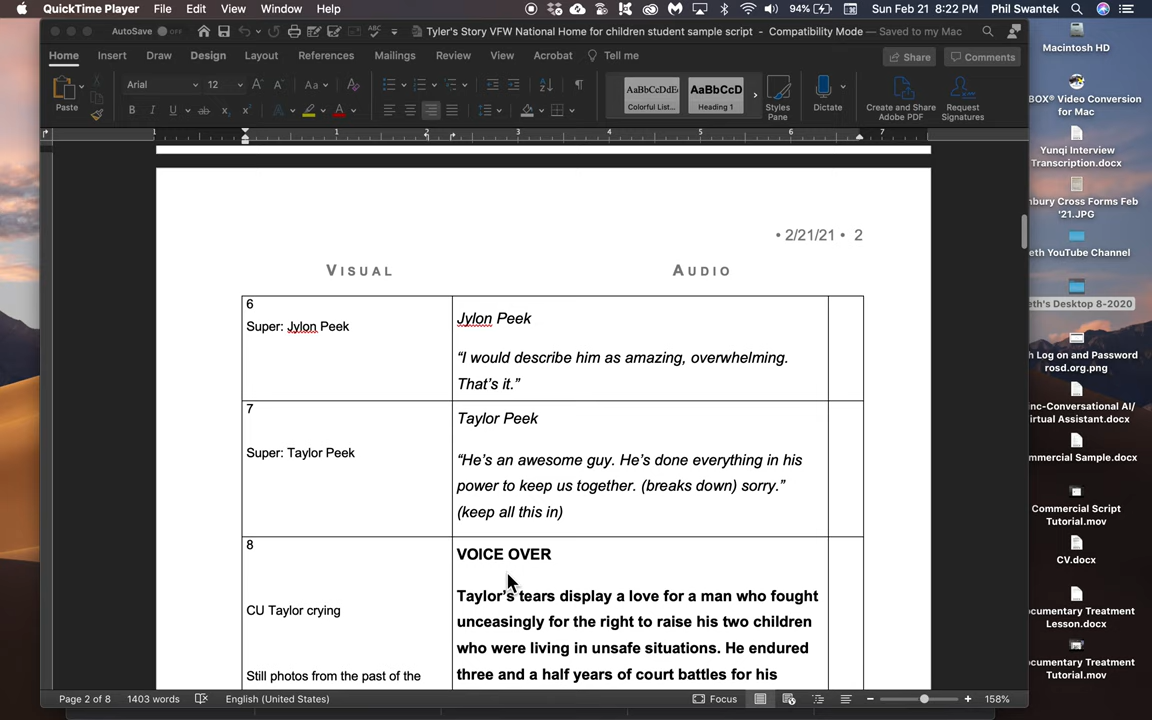 QuickTime Player File Edit View Window Help 94% Sun Feb 21 8:22 PM Phil Swantek
AutoSave OFF Tyler's Story VFW National Home for children student sample script - Compatibility Mode — Saved to my Mac
Home Insert Draw Design Layout References Mailings Review View Acrobat Tell me Share Comments
Paste Arial 12 AaBbCcDdE AaBbCcD
Colorful List... Heading 1 Styles Pane Dictate Create and Share Adobe PDF Request Signatures
1 1 2 3 4 5 6 7
• 2/21/21 • 2
VISUAL AUDIO
6
Super: Jylon Peek
Jylon Peek
“I would describe him as amazing, overwhelming.
That’s it.”
7
Super: Taylor Peek
Taylor Peek
“He’s an awesome guy. He’s done everything in his
power to keep us together. (breaks down) sorry.”
(keep all this in)
8
CU Taylor crying
Still photos from the past of the
VOICE OVER
Taylor’s tears display a love for a man who fought
unceasingly for the right to raise his two children
who were living in unsafe situations. He endured
three and a half years of court battles for his
Page 2 of 8 1403 words English (United States) Focus 158%
Macintosh HD
BOX® Video Conversion
for Mac
Yunqi Interview
Transcription.docx
nbury Cross Forms Feb
'21.JPG
eth YouTube Channel
eth's Desktop 8-2020
h Log on and Password
rosd.org.png
nc-Conversational AI/
irtual Assistant.docx
mmercial Sample.docx
Commercial Script
Tutorial.mov
CV.docx
ocumentary Treatment
Lesson.docx
ocumentary Treatment
Tutorial.mov